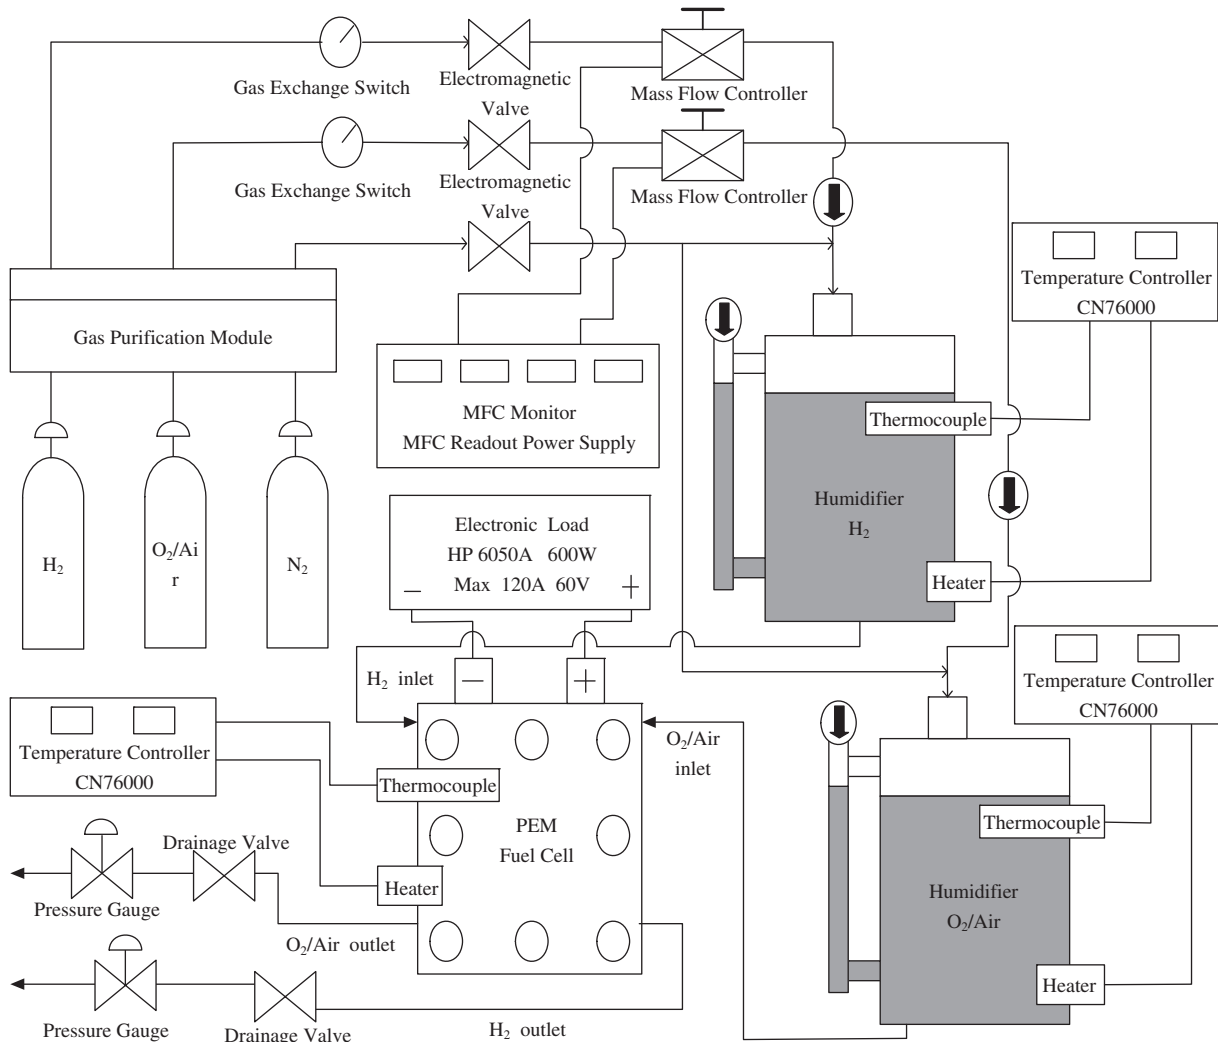 Gas Exchange Switch
Electromagnetic
Valve
Mass Flow Controller
Gas Exchange Switch
Electromagnetic
Valve
Mass Flow Controller
Temperature Controller
CN76000
Gas Purification Module
MFC Monitor
MFC Readout Power Supply
Thermocouple
Humidifier
H₂
Heater
H₂
O₂/Ai
r
N₂
Electronic Load
HP 6050A 600W
Max 120A 60V
− +
− +
H₂ inlet
O₂/Air
inlet
Temperature Controller
CN76000
Temperature Controller
CN76000
Thermocouple
PEM
Fuel Cell
Heater
Thermocouple
Humidifier
O₂/Air
Heater
Drainage Valve
Pressure Gauge
O₂/Air outlet
Pressure Gauge
Drainage Valve
H₂ outlet